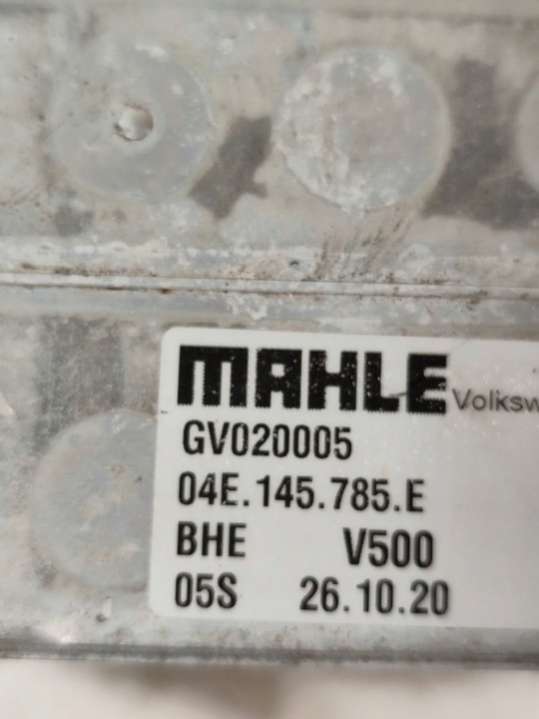 MAHLE Volksw
GV020005
04E.145.785.E
BHE V500
05S 26.10.20